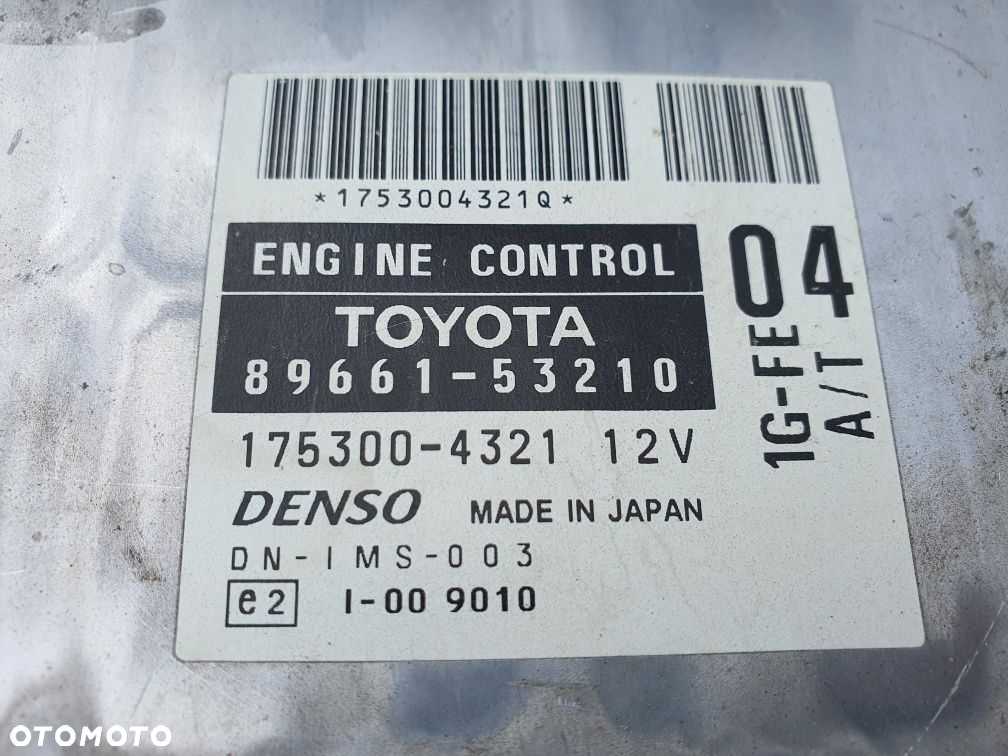 *1753004321Q*
ENGINE CONTROL
TOYOTA
89661-53210
175300-4321 12V
DENSO MADE IN JAPAN
DN-IMS-003
e2 I-00 9010
04
1G-FE
A/T
OTOMOTO